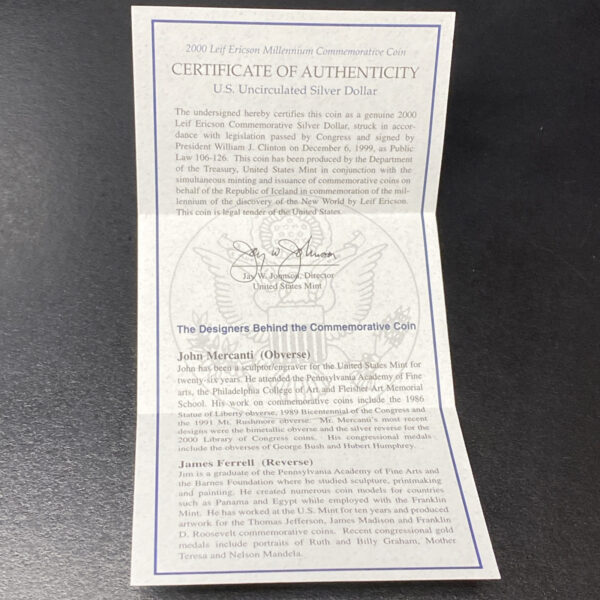 2000 Leif Ericson Millennium Commemorative Coin
CERTIFICATE OF AUTHENTICITY
U.S. Uncirculated Silver Dollar
The undersigned hereby certifies this coin as a genuine 2000
Leif Ericson Commemorative Silver Dollar, struck in accor-
dance with legislation passed by Congress and signed by
President William J. Clinton on December 6, 1999, as Public
Law 106-126. This coin has been produced by the Department
of the Treasury, United States Mint in conjunction with the
simultaneous minting and issuance of commemorative coins on
behalf of the Republic of Iceland in commemoration of the mil-
lennium of the discovery of the New World by Leif Ericson.
This coin is legal tender of the United States.
Jay W Johnson
Jay W. Johnson, Director
United States Mint
The Designers Behind the Commemorative Coin
John Mercanti (Obverse)
John has been a sculptor/engraver for the United States Mint for
twenty-six years. He attended the Pennsylvania Academy of Fine
arts, the Philadelphia College of Art and Fleisher Art Memorial
School. His work on commemorative coins include the 1986
Statue of Liberty obverse, 1989 Bicentennial of the Congress and
the 1991 Mt. Rushmore obverse. Mr. Mercanti's most recent
designs were the bimetallic obverse and the silver reverse for the
2000 Library of Congress coins. His congressional medals
include the obverses of George Bush and Hubert Humphrey.
James Ferrell (Reverse)
Jim is a graduate of the Pennsylvania Academy of Fine Arts and
the Barnes Foundation where he studied sculpture, printmaking
and painting. He created numerous coin models for countries
such as Panama and Egypt while employed with the Franklin
Mint. He has worked at the U.S. Mint for ten years and produced
artwork for the Thomas Jefferson, James Madison and Franklin
D. Roosevelt commemorative coins. Recent congressional gold
medals include portraits of Ruth and Billy Graham, Mother
Teresa and Nelson Mandela.